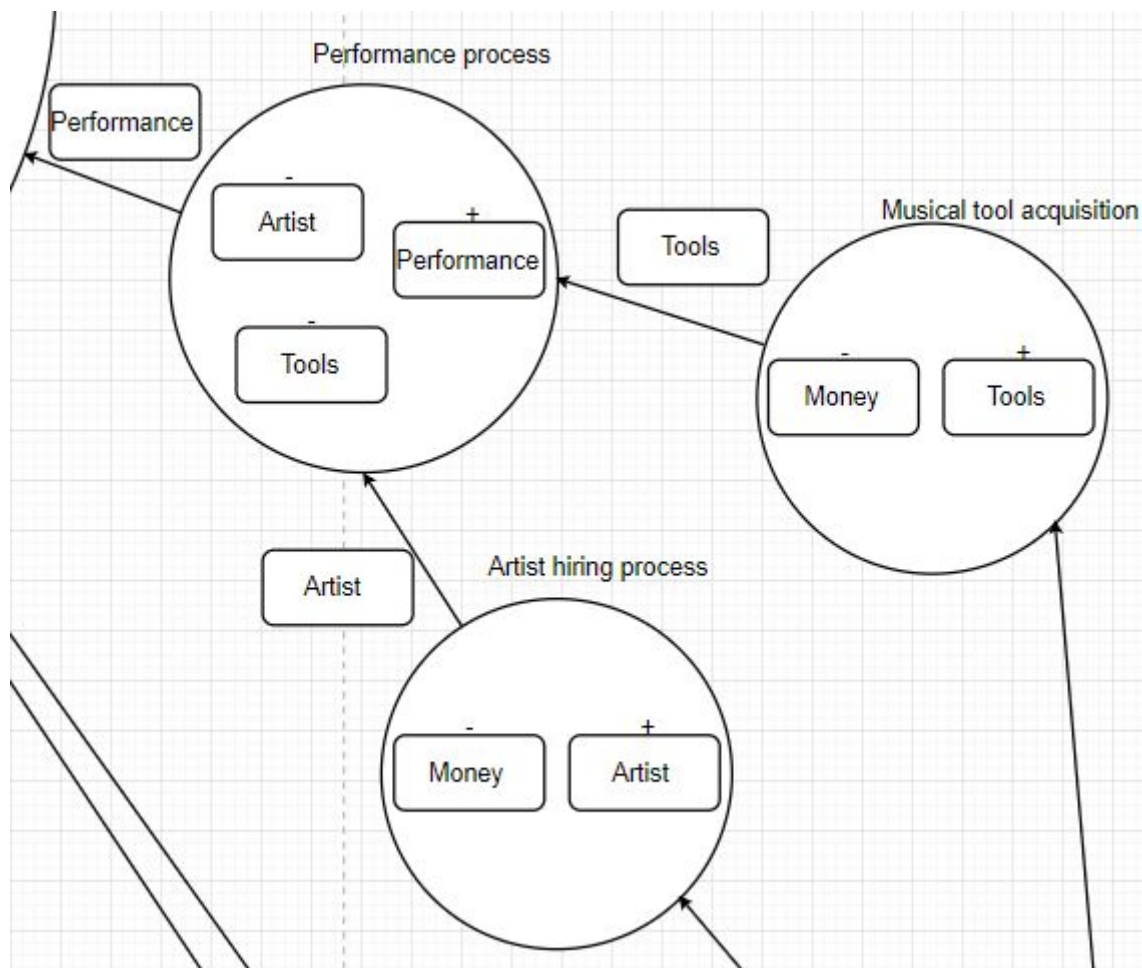 Performance process
Performance
-
Artist
+
Performance
-
Tools
Tools
Musical tool acquisition
-
Money
+
Tools
Artist
Artist hiring process
-
Money
+
Artist